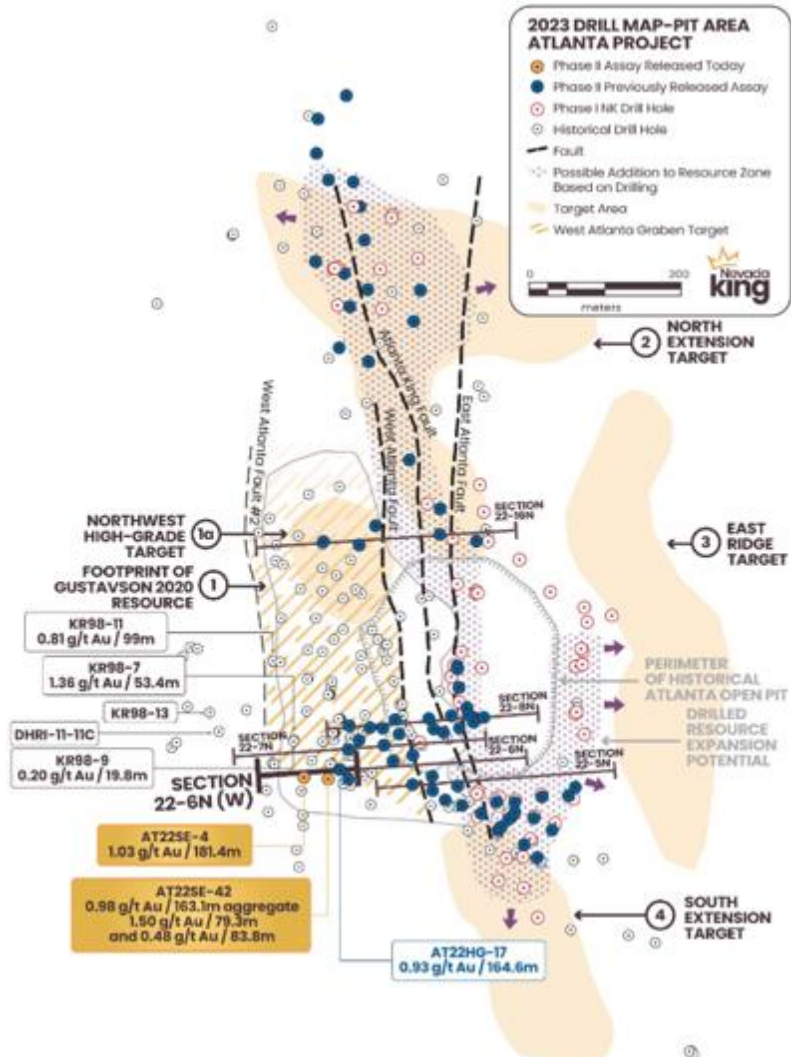 2023 DRILL MAP-PIT AREA
ATLANTA PROJECT
Phase II Assay Released Today
Phase II Previously Released Assay
Phase I NK Drill Hole
Historical Drill Hole
Fault
Possible Addition to Resource Zone
Based on Drilling
Target Area
West Atlanta Graben Target
0
200
meters
Nevada
king
2
NORTH
EXTENSION
TARGET
Atlanta King Fault
West Atlanta Fault #2
West Atlanta Fault
East Atlanta Fault
SECTION
22-16N
NORTHWEST
HIGH-GRADE
TARGET
1a
3
EAST
RIDGE
TARGET
FOOTPRINT OF
GUSTAVSON 2020
RESOURCE
1
KR98-11
0.81 g/t Au / 99m
KR98-7
1.36 g/t Au / 53.4m
KR98-13
DHRI-11-11C
KR98-9
0.20 g/t Au / 19.8m
PERIMETER
OF HISTORICAL
ATLANTA OPEN PIT
DRILLED
RESOURCE
EXPANSION
POTENTIAL
SECTION
22-8N
SECTION
22-7N
SECTION
22-6N
SECTION
22-5N
SECTION
22-6N (W)
AT22SE-4
1.03 g/t Au / 181.4m
AT22SE-42
0.98 g/t Au / 163.1m aggregate
1.50 g/t Au / 79.3m
and 0.48 g/t Au / 83.8m
AT22HG-17
0.93 g/t Au / 164.6m
4
SOUTH
EXTENSION
TARGET